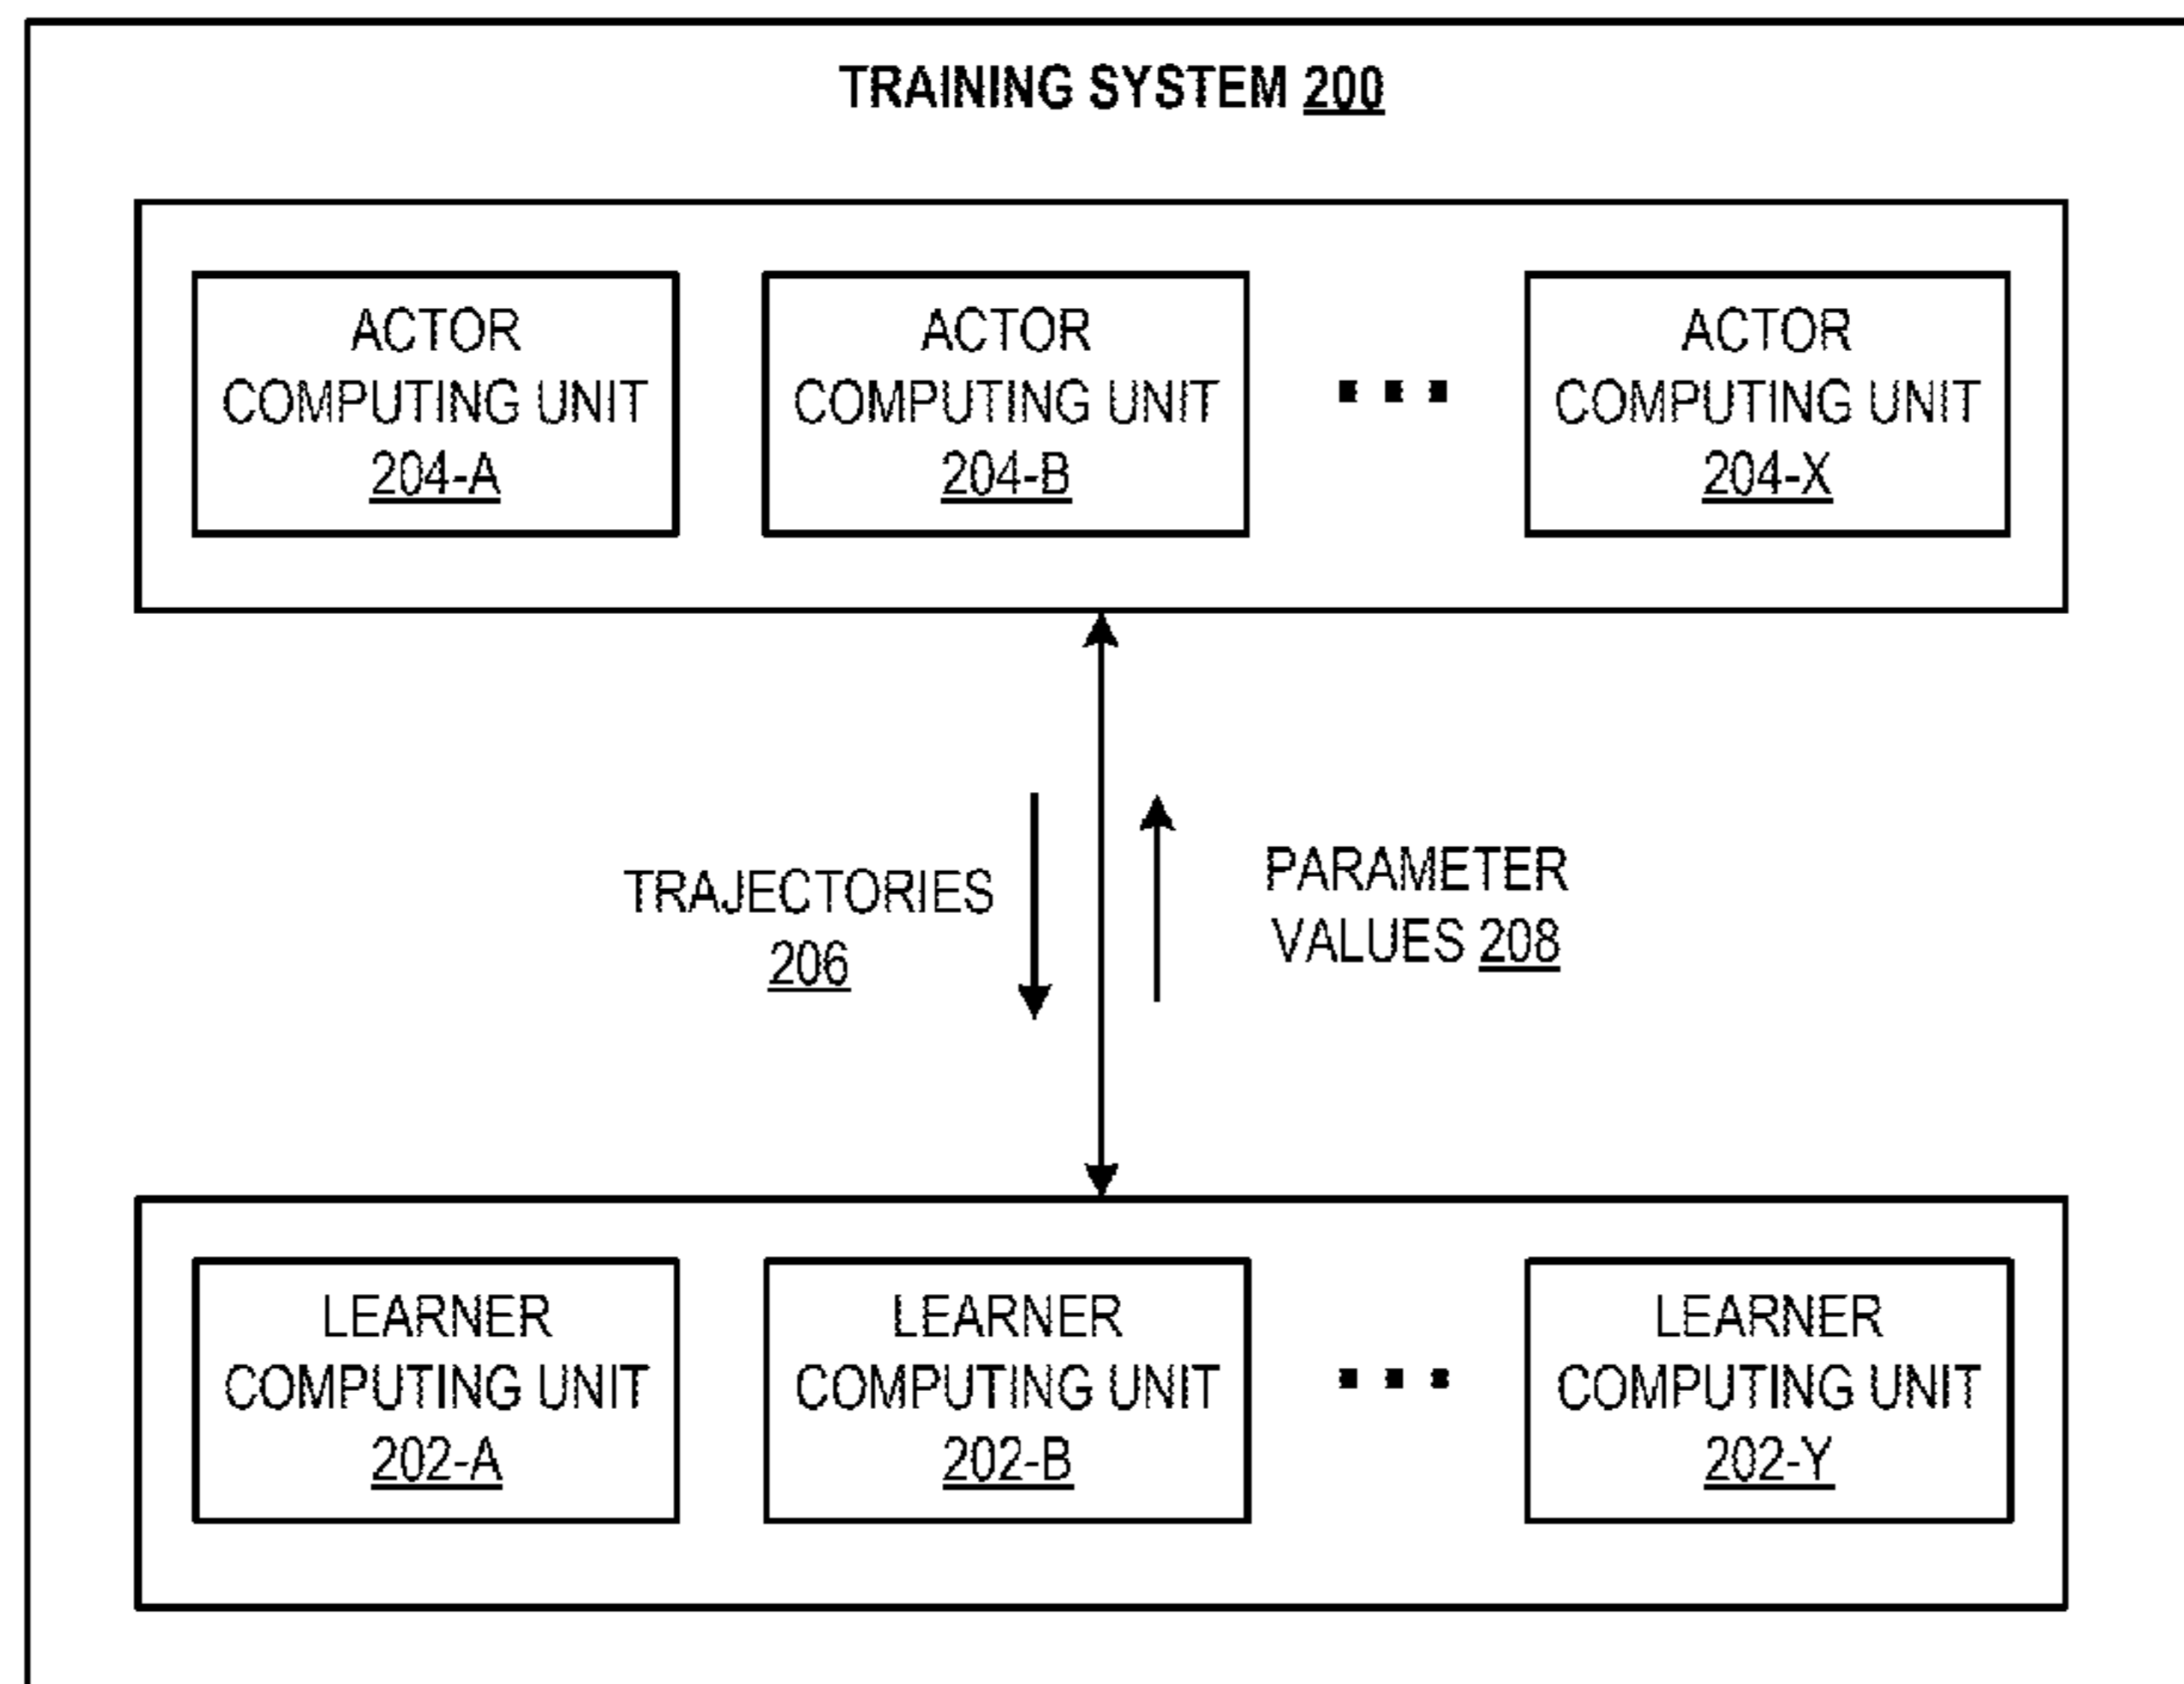 TRAINING SYSTEM 200
ACTOR
COMPUTING UNIT
204-A
ACTOR
COMPUTING UNIT
204-B
ACTOR
COMPUTING UNIT
204-X
TRAJECTORIES
206
PARAMETER
VALUES 208
LEARNER
COMPUTING UNIT
202-A
LEARNER
COMPUTING UNIT
202-B
LEARNER
COMPUTING UNIT
202-Y